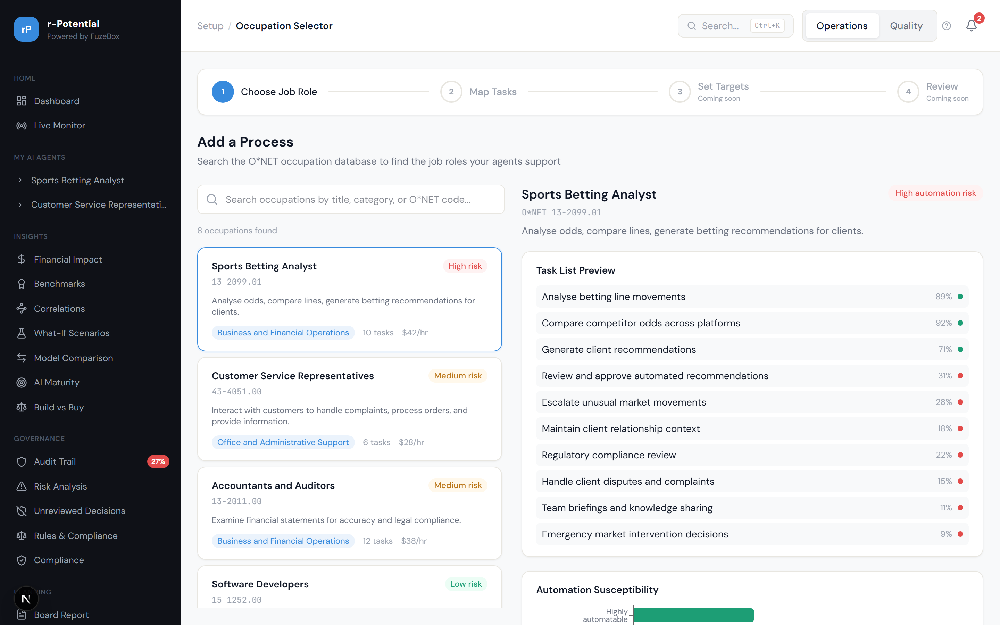 rP
r-Potential
Powered by FuzeBox
HOME
Dashboard
Live Monitor
MY AI AGENTS
Sports Betting Analyst
Customer Service Representati...
INSIGHTS
Financial Impact
Benchmarks
Correlations
What-If Scenarios
Model Comparison
AI Maturity
Build vs Buy
GOVERNANCE
Audit Trail
27%
Risk Analysis
Unreviewed Decisions
Rules & Compliance
Compliance
N
Board Report
Setup / Occupation Selector
Search... Ctrl+K
Operations
Quality
2
1 Choose Job Role
2 Map Tasks
3 Set Targets
Coming soon
4 Review
Coming soon
Add a Process
Search the O*NET occupation database to find the job roles your agents support
Search occupations by title, category, or O*NET code...
8 occupations found
Sports Betting Analyst
High risk
13-2099.01
Analyse odds, compare lines, generate betting recommendations for
clients.
Business and Financial Operations 10 tasks $42/hr
Customer Service Representatives
Medium risk
43-4051.00
Interact with customers to handle complaints, process orders, and
provide information.
Office and Administrative Support 6 tasks $28/hr
Accountants and Auditors
Medium risk
13-2011.00
Examine financial statements for accuracy and legal compliance.
Business and Financial Operations 12 tasks $38/hr
Software Developers
Low risk
15-1252.00
Sports Betting Analyst
High automation risk
O*NET 13-2099.01
Analyse odds, compare lines, generate betting recommendations for clients.
Task List Preview
Analyse betting line movements 89%
Compare competitor odds across platforms 92%
Generate client recommendations 71%
Review and approve automated recommendations 31%
Escalate unusual market movements 28%
Maintain client relationship context 18%
Regulatory compliance review 22%
Handle client disputes and complaints 15%
Team briefings and knowledge sharing 11%
Emergency market intervention decisions 9%
Automation Susceptibility
Highly
automatable